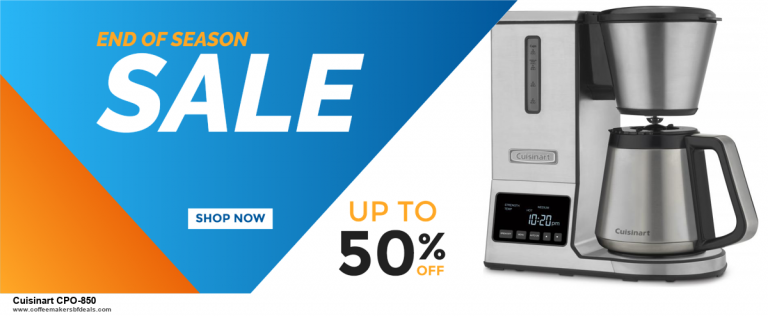 END OF SEASON
SALE
SHOP NOW
UP TO
50%
OFF
Cuisinart
10:20pm
Cuisinart
Cuisinart CPO-850
www.coffeemakersbfdeals.com